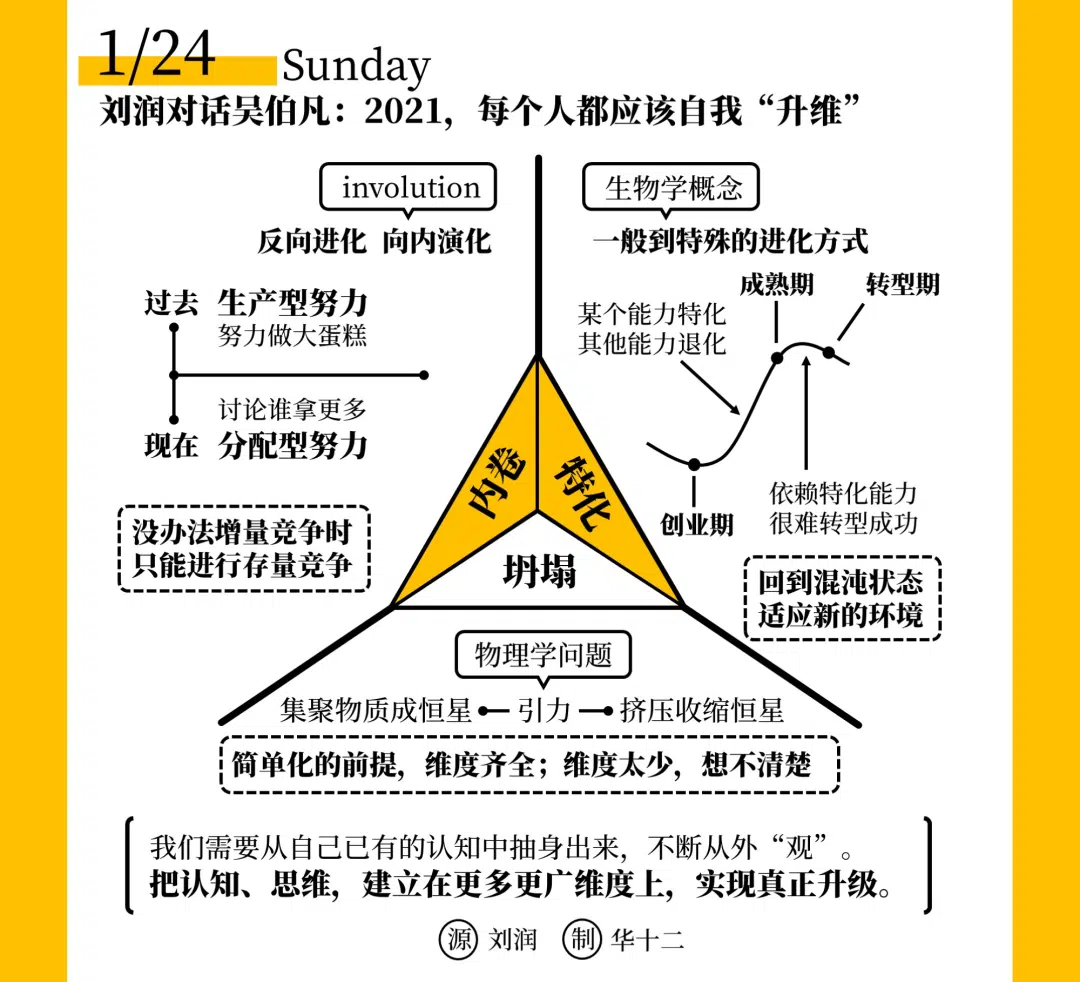 1/24 Sunday
刘润对话吴伯凡：2021，每个人都应该自我“升维”
involution
反向进化 向内演化
过去 生产型努力
努力做大蛋糕
讨论谁拿更多
现在 分配型努力
没办法增量竞争时
只能进行存量竞争
内卷
生物学概念
一般到特殊的进化方式
成熟期
转型期
某个能力特化
其他能力退化
创业期
依赖特化能力
很难转型成功
回到混沌状态
适应新的环境
特化
坍塌
物理学问题
集聚物质成恒星 引力 挤压收缩恒星
简单化的前提，维度齐全；维度太少，想不清楚
我们需要从自己已有的认知中抽身出来，不断从外“观”。
把认知、思维，建立在更多更广维度上，实现真正升级。
源 刘润 制 华十二